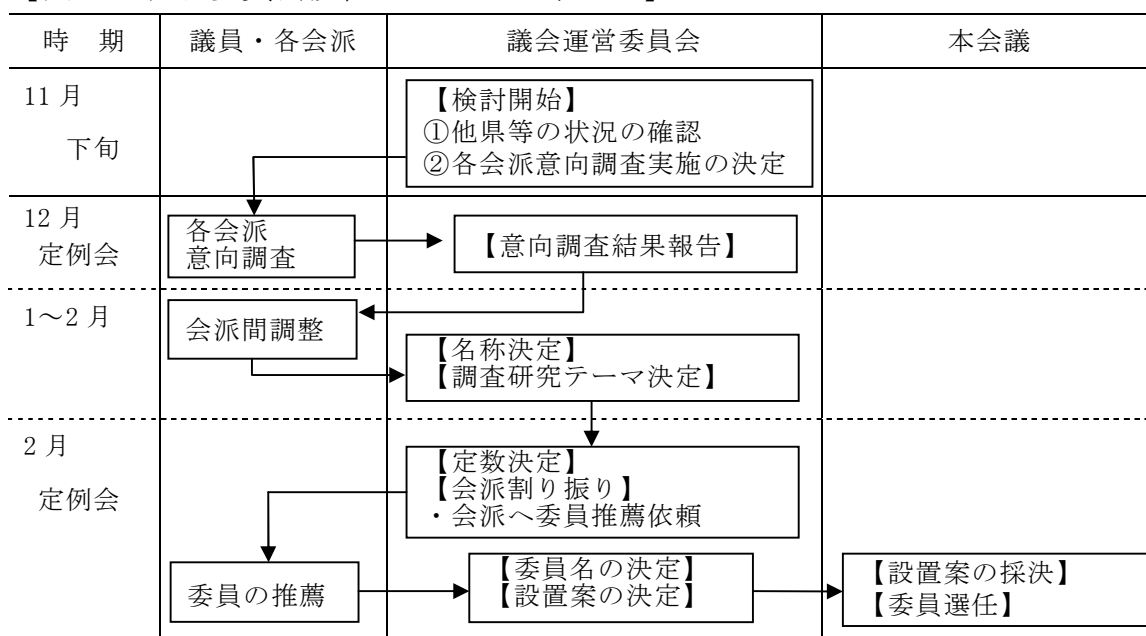 時 期 議員・各会派 議会運営委員会 本会議
11月
下旬
【検討開始】
①他県等の状況の確認
②各会派意向調査実施の決定
12月
定例会
各会派
意向調査
【意向調査結果報告】
1～2月
会派間調整
【名称決定】
【調査研究テーマ決定】
2月
定例会
【定数決定】
【会派割り振り】
・会派へ委員推薦依頼
委員の推薦
【委員名の決定】
【設置案の決定】
【設置案の採決】
【委員選任】